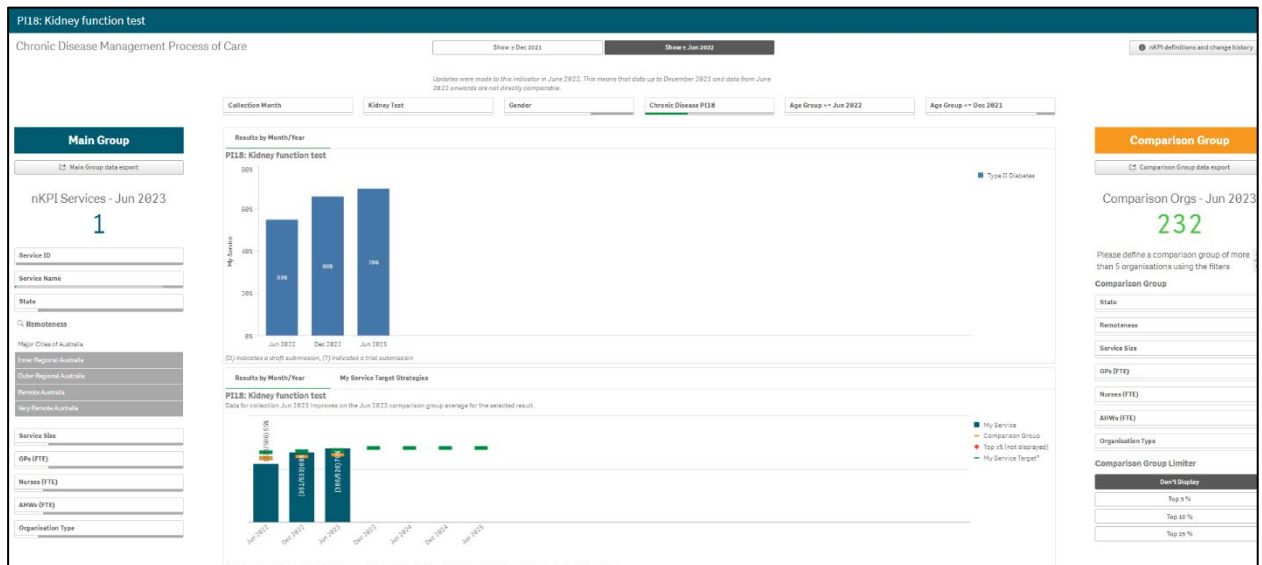 PI18: Kidney function test
Chronic Disease Management Process of Care
Show ≤ Dec 2021
Show ≥ Jun 2022
nKPI definitions and change history
Updates were made to this indicator in June 2022. This means that data up to December 2021 and data from June
2022 onwards are not directly comparable.
Collection Month
Kidney Test
Gender
Chronic Disease PI18
Age Group >= Jun 2022
Age Group <= Dec 2021
Main Group
Main Group data export
nKPI Services - Jun 2023
1
Service ID
Service Name
State
Remoteness
Major Cities of Australia
Inner Regional Australia
Outer Regional Australia
Remote Australia
Very Remote Australia
Service Size
GPs (FTE)
Nurses (FTE)
AHWs (FTE)
Organisation Type
Results by Month/Year
PI18: Kidney function test
80%
60%
40%
20%
0%
My Service
55%
66%
70%
Jun 2022
Dec 2022
Jun 2023
Type II Diabetes
(D) indicates a draft submission, (T) indicates a trial submission
Results by Month/Year
My Service Target Strategies
PI18: Kidney function test
Data for collection Jun 2023 improves on the Jun 2023 comparison group average for the selected result.
My Service
Comparison Group
Top x% (not displayed)
My Service Target*
Jun 2022
Dec 2022
Jun 2023
Dec 2023
Jun 2024
Dec 2024
Jun 2025
Comparison Group
Comparison Group data export
Comparison Orgs - Jun 2023
232
Please define a comparison group of more
than 5 organisations using the filters
Comparison Group
State
Remoteness
Service Size
GPs (FTE)
Nurses (FTE)
AHWs (FTE)
Organisation Type
Comparison Group Limiter
Don't Display
Top 5 %
Top 10 %
Top 25 %